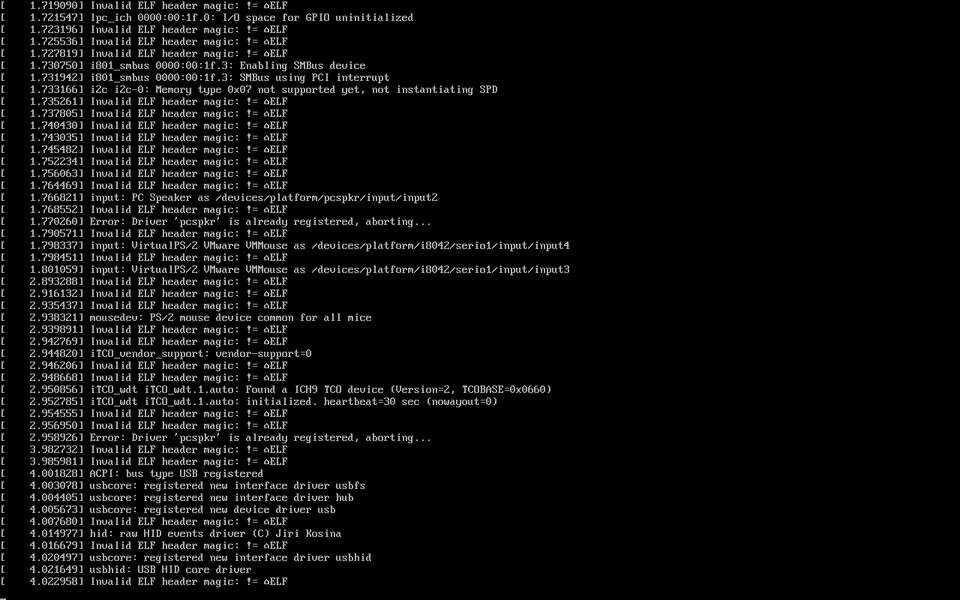 [    1.719090] Invalid ELF header magic: != ⌂ELF
[    1.721547] lpc_ich 0000:00:1f.0: I/O space for GPIO uninitialized
[    1.723196] Invalid ELF header magic: != ⌂ELF
[    1.725536] Invalid ELF header magic: != ⌂ELF
[    1.727819] Invalid ELF header magic: != ⌂ELF
[    1.730750] i801_smbus 0000:00:1f.3: Enabling SMBus device
[    1.731942] i801_smbus 0000:00:1f.3: SMBus using PCI interrupt
[    1.733166] i2c i2c-0: Memory type 0x07 not supported yet, not instantiating SPD
[    1.735261] Invalid ELF header magic: != ⌂ELF
[    1.737805] Invalid ELF header magic: != ⌂ELF
[    1.740430] Invalid ELF header magic: != ⌂ELF
[    1.743035] Invalid ELF header magic: != ⌂ELF
[    1.745482] Invalid ELF header magic: != ⌂ELF
[    1.752234] Invalid ELF header magic: != ⌂ELF
[    1.756063] Invalid ELF header magic: != ⌂ELF
[    1.764469] Invalid ELF header magic: != ⌂ELF
[    1.766821] input: PC Speaker as /devices/platform/pcspkr/input/input2
[    1.768552] Invalid ELF header magic: != ⌂ELF
[    1.770260] Error: Driver 'pcspkr' is already registered, aborting...
[    1.790571] Invalid ELF header magic: != ⌂ELF
[    1.798337] input: VirtualPS/2 VMware VMMouse as /devices/platform/i8042/serio1/input/input4
[    1.798451] Invalid ELF header magic: != ⌂ELF
[    1.801059] input: VirtualPS/2 VMware VMMouse as /devices/platform/i8042/serio1/input/input3
[    2.893288] Invalid ELF header magic: != ⌂ELF
[    2.916132] Invalid ELF header magic: != ⌂ELF
[    2.935437] Invalid ELF header magic: != ⌂ELF
[    2.938321] mousedev: PS/2 mouse device common for all mice
[    2.939891] Invalid ELF header magic: != ⌂ELF
[    2.942769] Invalid ELF header magic: != ⌂ELF
[    2.944820] iTCO_vendor_support: vendor-support=0
[    2.946206] Invalid ELF header magic: != ⌂ELF
[    2.948668] Invalid ELF header magic: != ⌂ELF
[    2.950856] iTCO_wdt iTCO_wdt.1.auto: Found a ICH9 TCO device (Version=2, TCOBASE=0x0660)
[    2.952785] iTCO_wdt iTCO_wdt.1.auto: initialized. heartbeat=30 sec (nowayout=0)
[    2.954555] Invalid ELF header magic: != ⌂ELF
[    2.956950] Invalid ELF header magic: != ⌂ELF
[    2.958926] Error: Driver 'pcspkr' is already registered, aborting...
[    3.982732] Invalid ELF header magic: != ⌂ELF
[    3.985981] Invalid ELF header magic: != ⌂ELF
[    4.001828] ACPI: bus type USB registered
[    4.003078] usbcore: registered new interface driver usbfs
[    4.004405] usbcore: registered new interface driver hub
[    4.005673] usbcore: registered new device driver usb
[    4.007680] Invalid ELF header magic: != ⌂ELF
[    4.014977] hid: raw HID events driver (C) Jiri Kosina
[    4.016679] Invalid ELF header magic: != ⌂ELF
[    4.020497] usbcore: registered new interface driver usbhid
[    4.021649] usbhid: USB HID core driver
[    4.022958] Invalid ELF header magic: != ⌂ELF